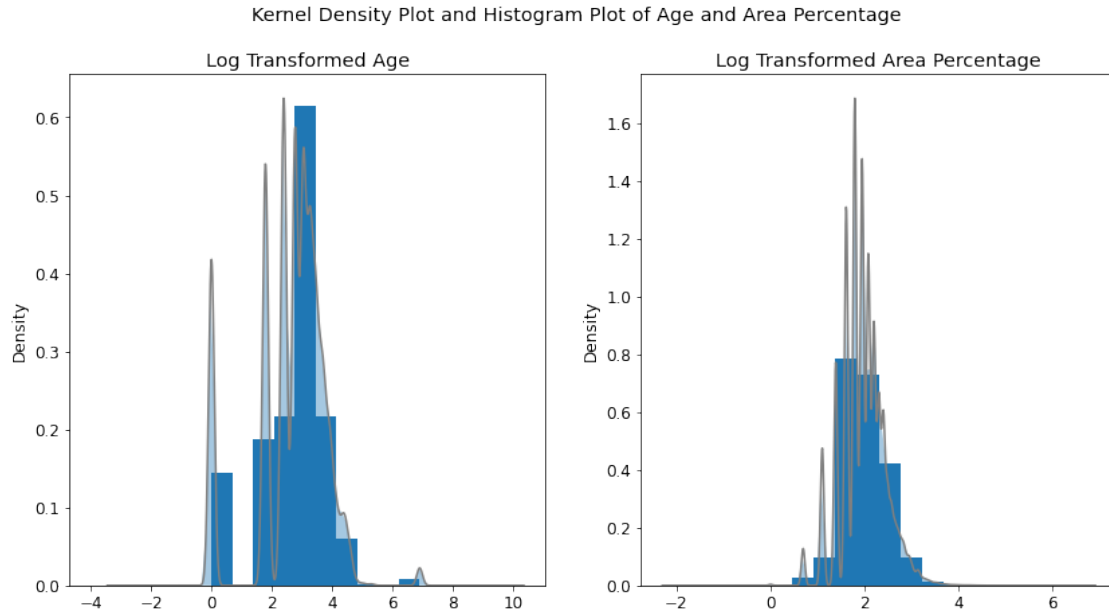 Kernel Density Plot and Histogram Plot of Age and Area Percentage
Log Transformed Age
Density
0.6
0.5
0.4
0.3
0.2
0.1
0.0
−4 −2 0 2 4 6 8 10
Log Transformed Area Percentage
Density
1.6
1.4
1.2
1.0
0.8
0.6
0.4
0.2
0.0
−2 0 2 4 6